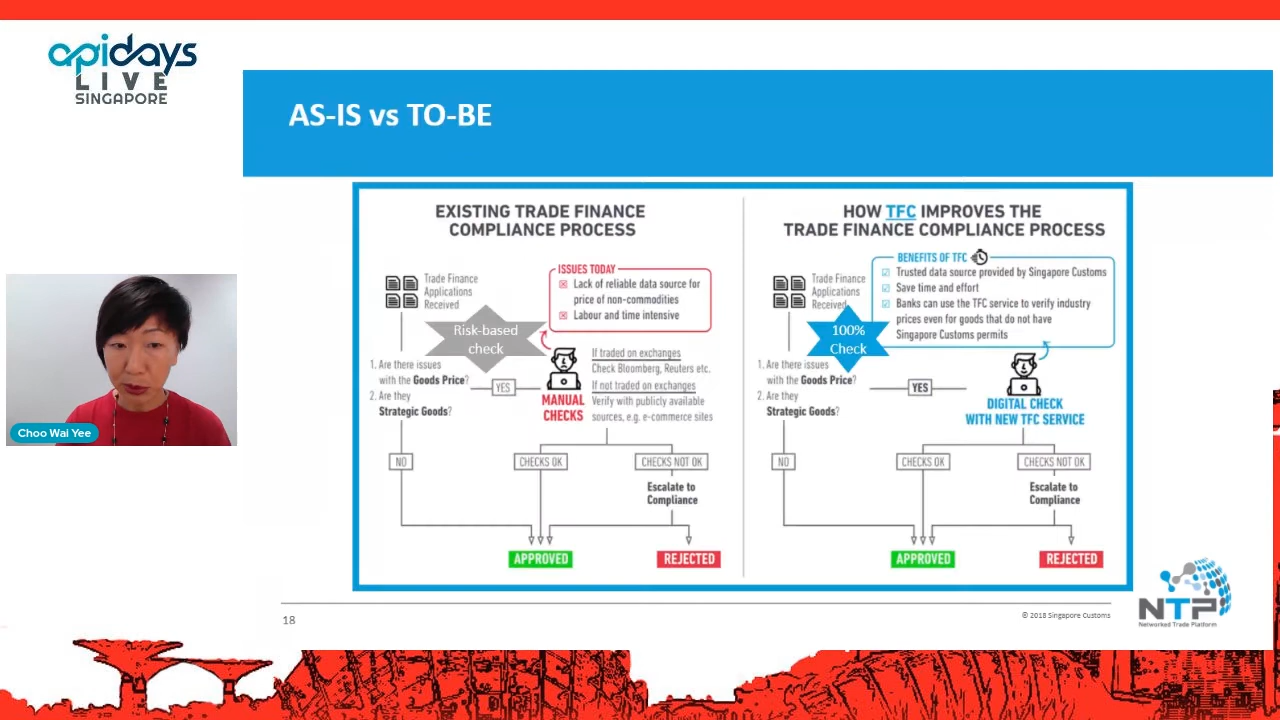 apidays
LIVE
SINGAPORE
AS-IS vs TO-BE
EXISTING TRADE FINANCE
COMPLIANCE PROCESS
Trade Finance
Applications
Received
ISSUES TODAY
Lack of reliable data source for
price of non-commodities
Labour and time intensive
Risk-based
check
1. Are there issues
with the Goods Price?
2. Are they
Strategic Goods?
YES
MANUAL
CHECKS
If traded on exchanges
Check Bloomberg, Reuters etc.
If not traded on exchanges
Verify with publicly available
sources, e.g. e-commerce sites
NO
CHECKS OK
CHECKS NOT OK
Escalate to
Compliance
APPROVED
REJECTED
HOW TFC IMPROVES THE
TRADE FINANCE COMPLIANCE PROCESS
Trade Finance
Applications
Received
BENEFITS OF TFC
Trusted data source provided by Singapore Customs
Save time and effort
Banks can use the TFC service to verify industry
prices even for goods that do not have
Singapore Customs permits
100%
Check
1. Are there issues
with the Goods Price?
2. Are they
Strategic Goods?
YES
DIGITAL CHECK
WITH NEW TFC SERVICE
NO
CHECKS OK
CHECKS NOT OK
Escalate to
Compliance
APPROVED
REJECTED
Choo Wai Yee
18
© 2018 Singapore Customs
NTP
Networked Trade Platform